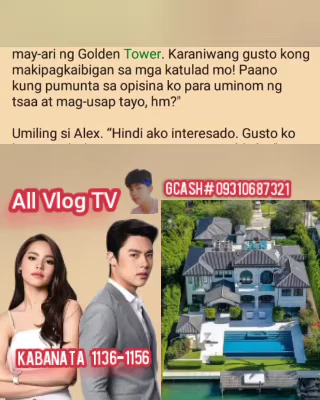 may-ari ng Golden Tower. Karaniwang gusto kong
makipagkaibigan sa mga katulad mo! Paano
kung pumunta sa opisina ko para uminom ng
tsaa at mag-usap tayo, hm?"
Umiling si Alex. “Hindi ako interesado. Gusto ko
All Vlog TV
GCASH#09310687321
KABANATA 1136-1156